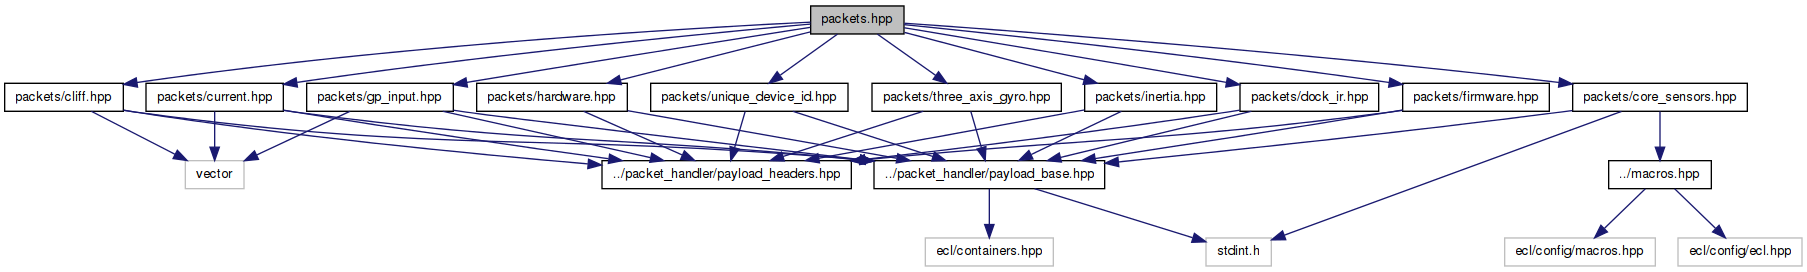 packets.hpp
packets/cliff.hpp
packets/current.hpp
packets/gp_input.hpp
packets/hardware.hpp
packets/unique_device_id.hpp
packets/three_axis_gyro.hpp
packets/inertia.hpp
packets/dock_ir.hpp
packets/firmware.hpp
packets/core_sensors.hpp
vector
../packet_handler/payload_headers.hpp
../packet_handler/payload_base.hpp
../macros.hpp
ecl/containers.hpp
stdint.h
ecl/config/macros.hpp
ecl/config/ecl.hpp